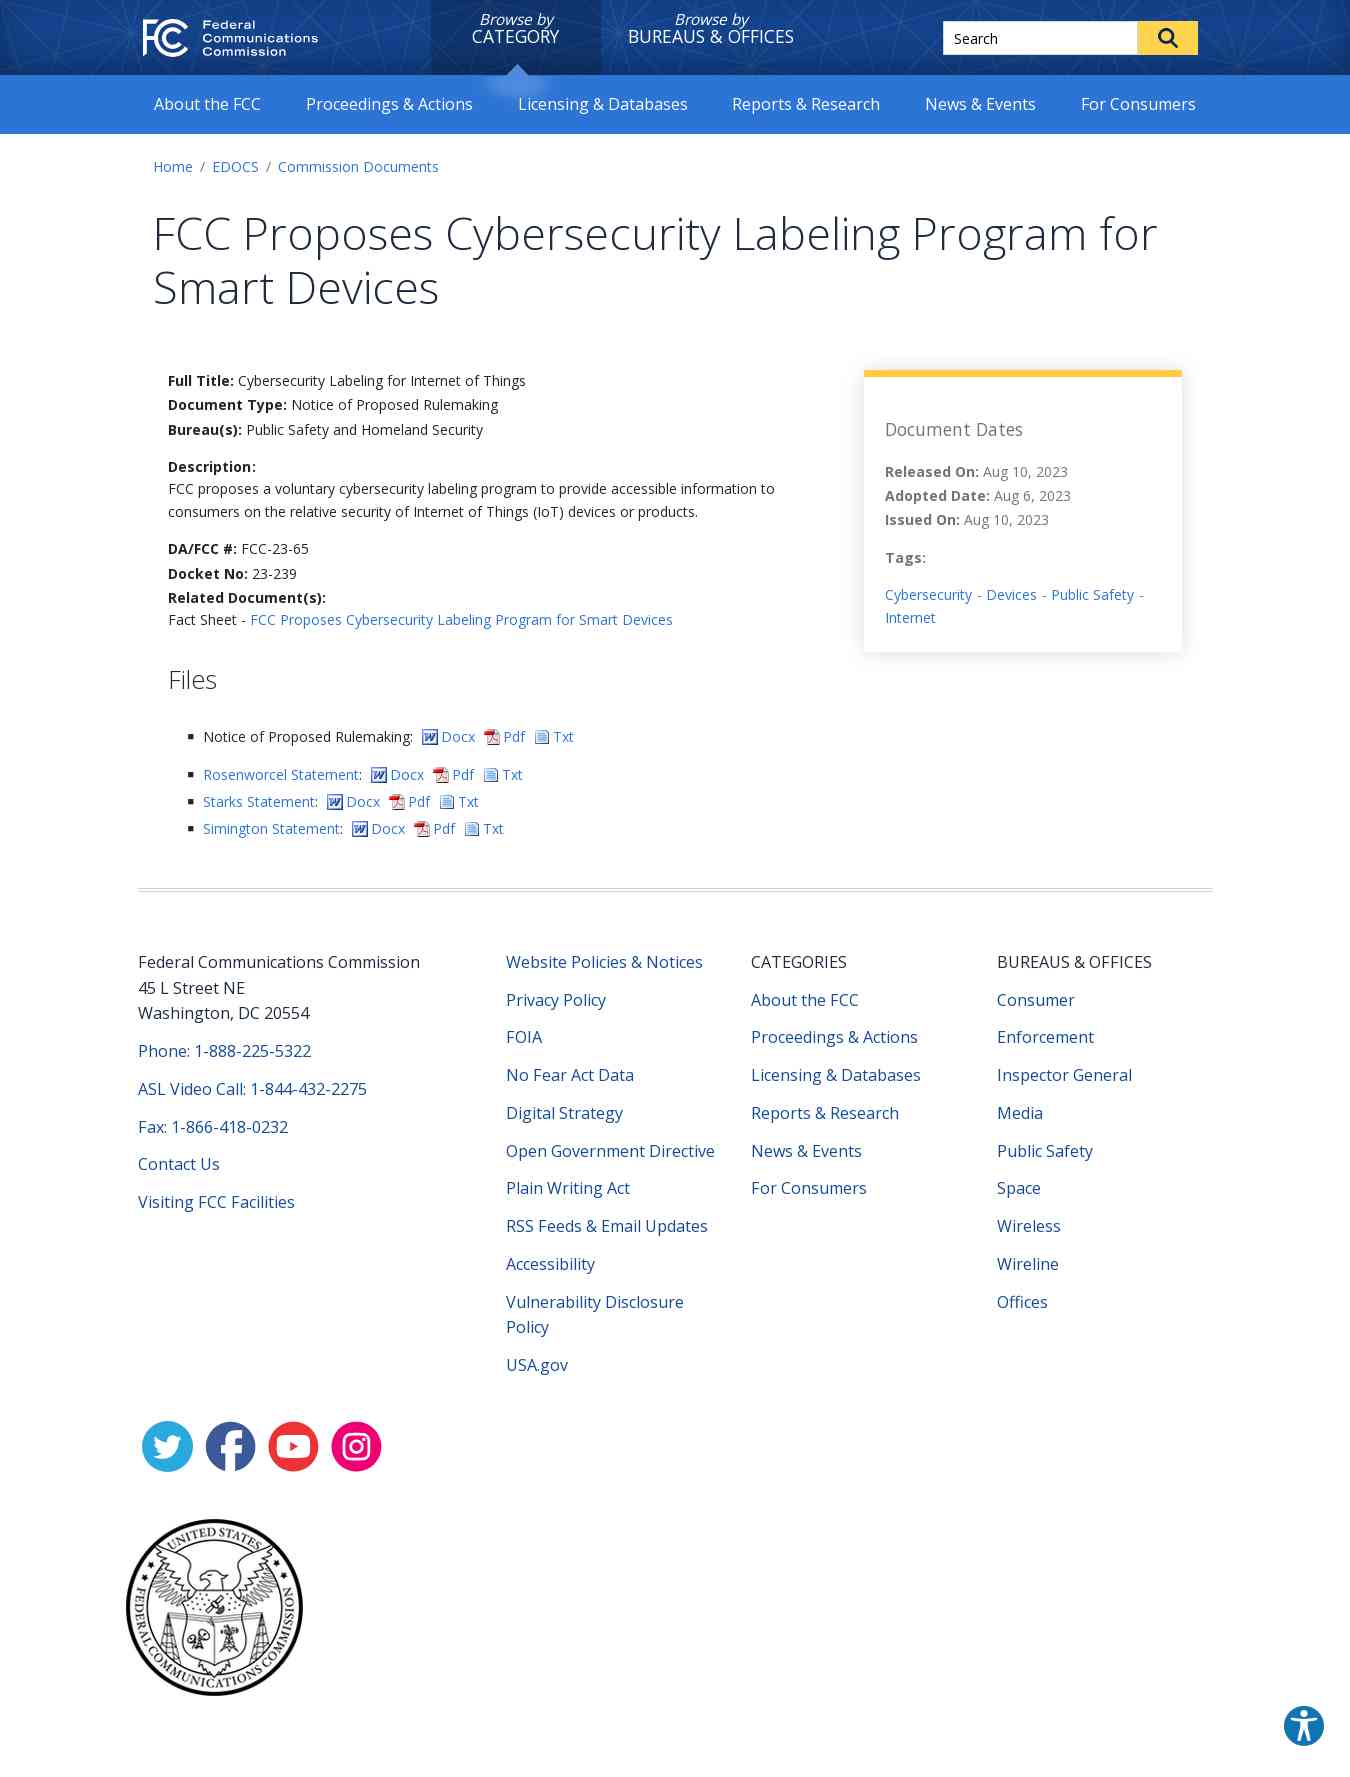 Federal
Communications
Commission
Browse by
CATEGORY
Browse by
BUREAUS & OFFICES
Search
About the FCC
Proceedings & Actions
Licensing & Databases
Reports & Research
News & Events
For Consumers
Home / EDOCS / Commission Documents
FCC Proposes Cybersecurity Labeling Program for
Smart Devices
Full Title: Cybersecurity Labeling for Internet of Things
Document Type: Notice of Proposed Rulemaking
Bureau(s): Public Safety and Homeland Security
Description:
FCC proposes a voluntary cybersecurity labeling program to provide accessible information to
consumers on the relative security of Internet of Things (IoT) devices or products.
DA/FCC #: FCC-23-65
Docket No: 23-239
Related Document(s):
Fact Sheet - FCC Proposes Cybersecurity Labeling Program for Smart Devices
Document Dates
Released On: Aug 10, 2023
Adopted Date: Aug 6, 2023
Issued On: Aug 10, 2023
Tags:
Cybersecurity - Devices - Public Safety -
Internet
Files
Notice of Proposed Rulemaking: Docx Pdf Txt
Rosenworcel Statement: Docx Pdf Txt
Starks Statement: Docx Pdf Txt
Simington Statement: Docx Pdf Txt
Federal Communications Commission
45 L Street NE
Washington, DC 20554
Phone: 1-888-225-5322
ASL Video Call: 1-844-432-2275
Fax: 1-866-418-0232
Contact Us
Visiting FCC Facilities
Website Policies & Notices
Privacy Policy
FOIA
No Fear Act Data
Digital Strategy
Open Government Directive
Plain Writing Act
RSS Feeds & Email Updates
Accessibility
Vulnerability Disclosure
Policy
USA.gov
CATEGORIES
About the FCC
Proceedings & Actions
Licensing & Databases
Reports & Research
News & Events
For Consumers
BUREAUS & OFFICES
Consumer
Enforcement
Inspector General
Media
Public Safety
Space
Wireless
Wireline
Offices
UNITED STATES
FEDERAL COMMUNICATIONS COMMISSION